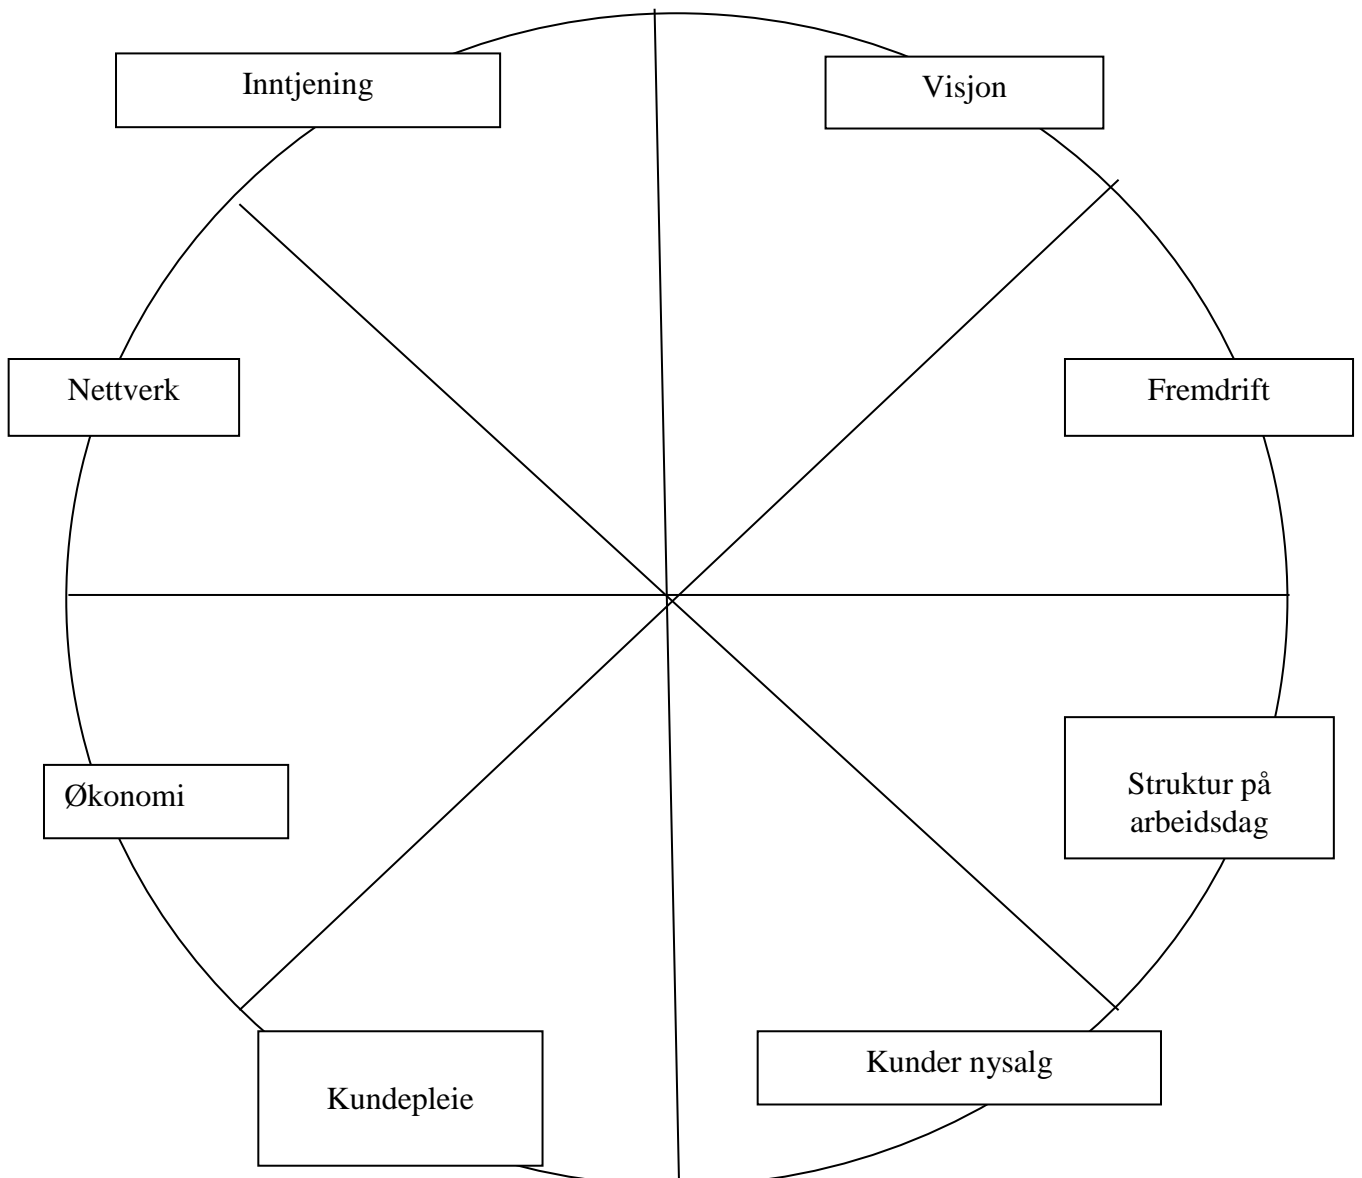 Inntjening
Visjon
Nettverk
Fremdrift
Økonomi
Struktur på
arbeidsdag
Kundepleie
Kunder nysalg